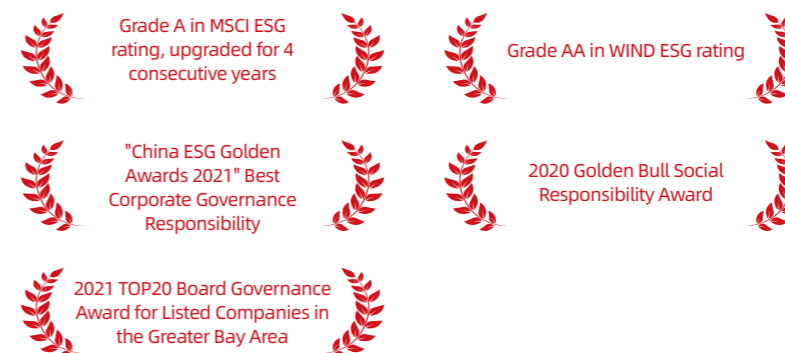 Grade A in MSCI ESG
rating, upgraded for 4
consecutive years
Grade AA in WIND ESG rating
"China ESG Golden
Awards 2021" Best
Corporate Governance
Responsibility
2020 Golden Bull Social
Responsibility Award
2021 TOP20 Board Governance
Award for Listed Companies in
the Greater Bay Area